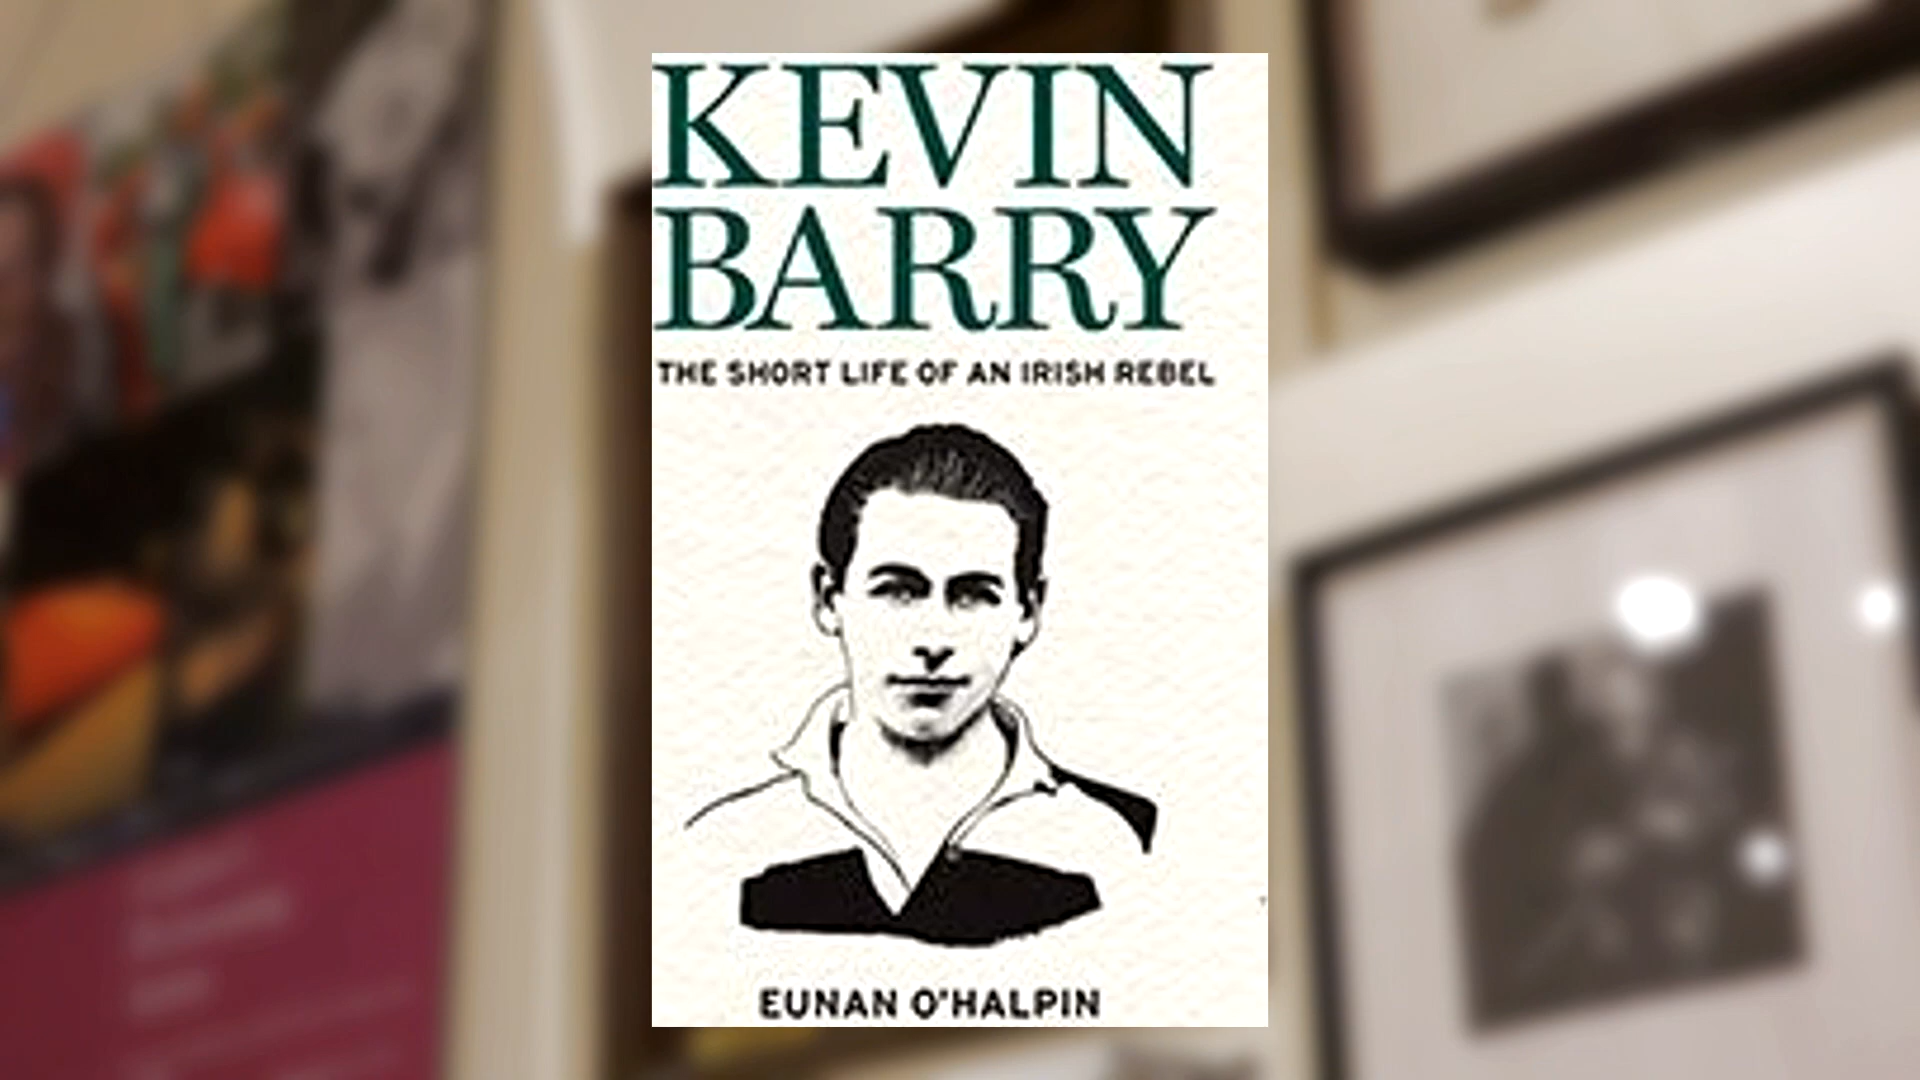 KEVIN
BARRY
THE SHORT LIFE OF AN IRISH REBEL
EUNAN O'HALPIN